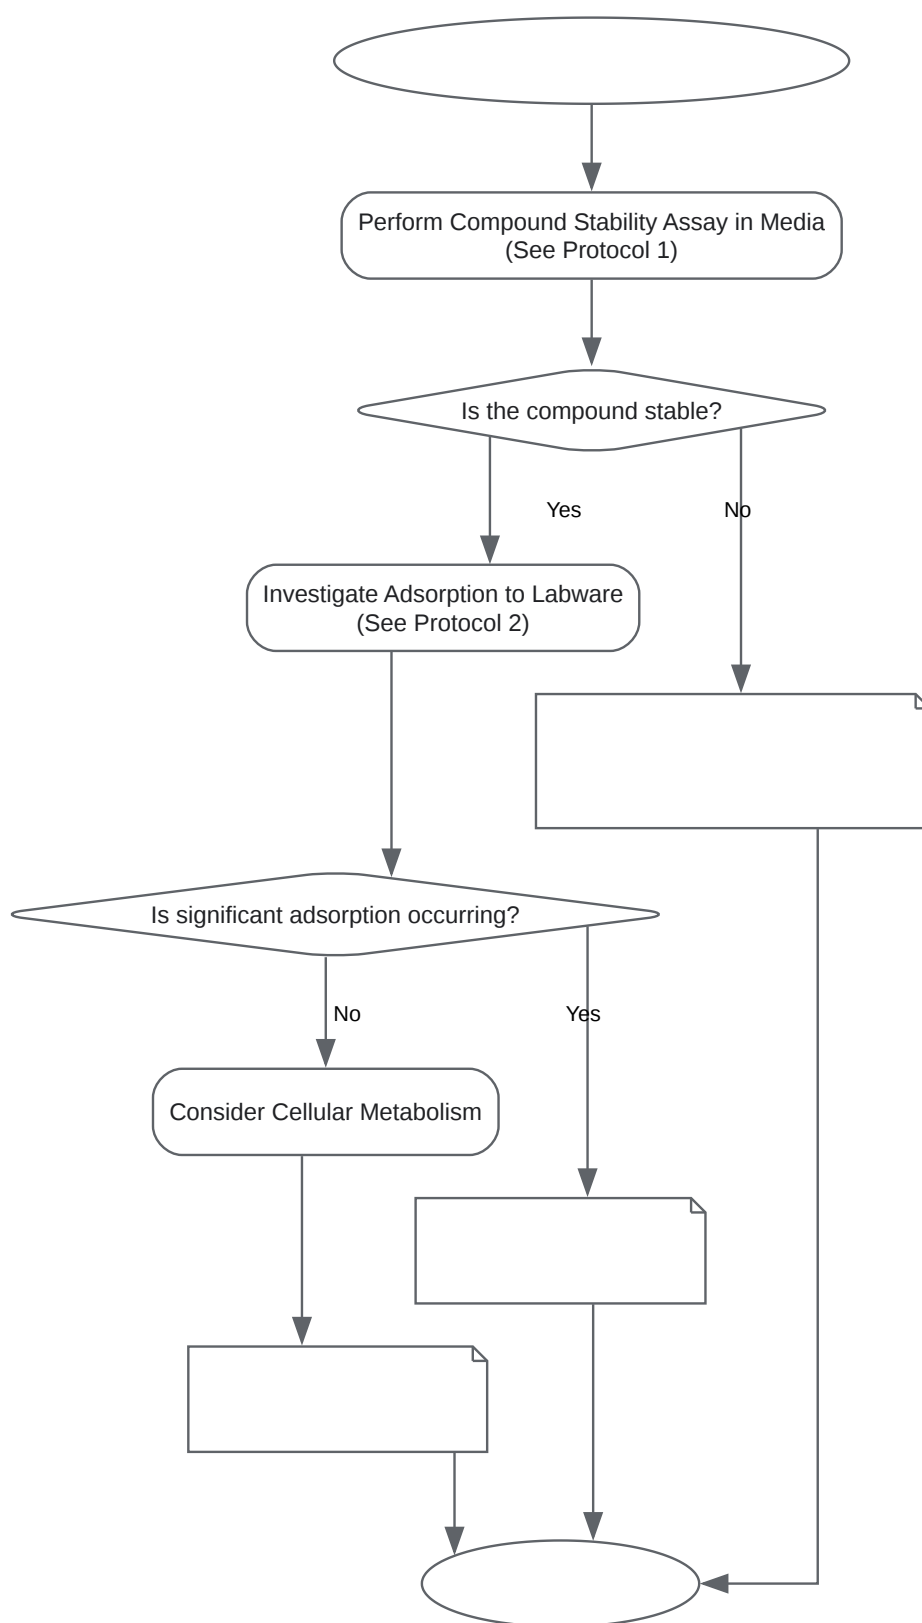 Perform Compound Stability Assay in Media
(See Protocol 1)
Is the compound stable?
Yes
No
Investigate Adsorption to Labware
(See Protocol 2)
Is significant adsorption occurring?
No
Yes
Consider Cellular Metabolism